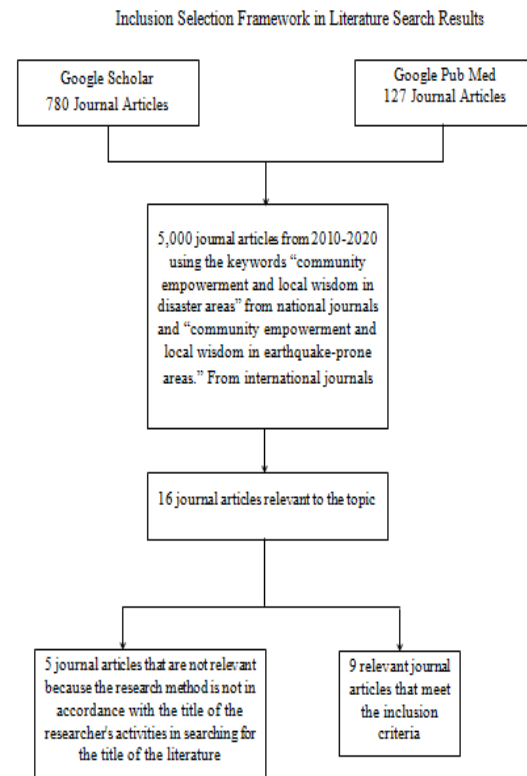 Inclusion Selection Framework in Literature Search Results
Google Scholar
780 Journal Articles
Google Pub Med
127 Journal Articles
5,000 journal articles from 2010-2020
using the keywords “community
empowerment and local wisdom in
disaster areas” from national journals
and “community empowerment and
local wisdom in earthquake-prone
areas.” From international journals
16 journal articles relevant to the topic
5 journal articles that are not relevant
because the research method is not in
accordance with the title of the
researcher's activities in searching for
the title of the literature
9 relevant journal
articles that meet
the inclusion
criteria